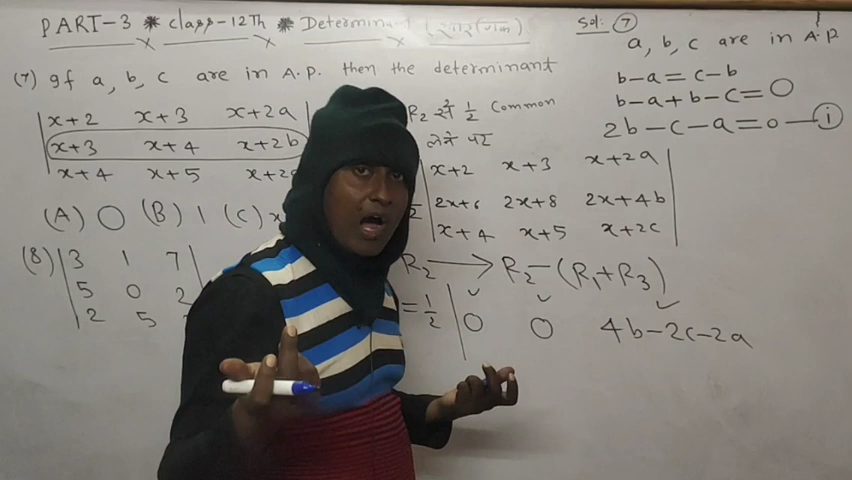 PART-3 * class-12Th * Determinant (सारणिक)
(7) If a, b, c are in A.P. then the determinant
x+2 x+3 x+2a
x+3 x+4 x+2b
x+4 x+5 x+2
(A) 0 (B) 1 (C) x
(8) 3 1 7
5 0 2
2 5
R2 से 1/2 Common
लेने पर
x+2 x+3 x+2a
2x+6 2x+8 2x+4b
x+4 x+5 x+2c
R2 → R2-(R1+R3)
= 1/2 | 0 0 4b-2c-2a
Sol: (7)
a, b, c are in A.P
b-a = c-b
b-a+b-c = 0
2b-c-a = 0 — (i)